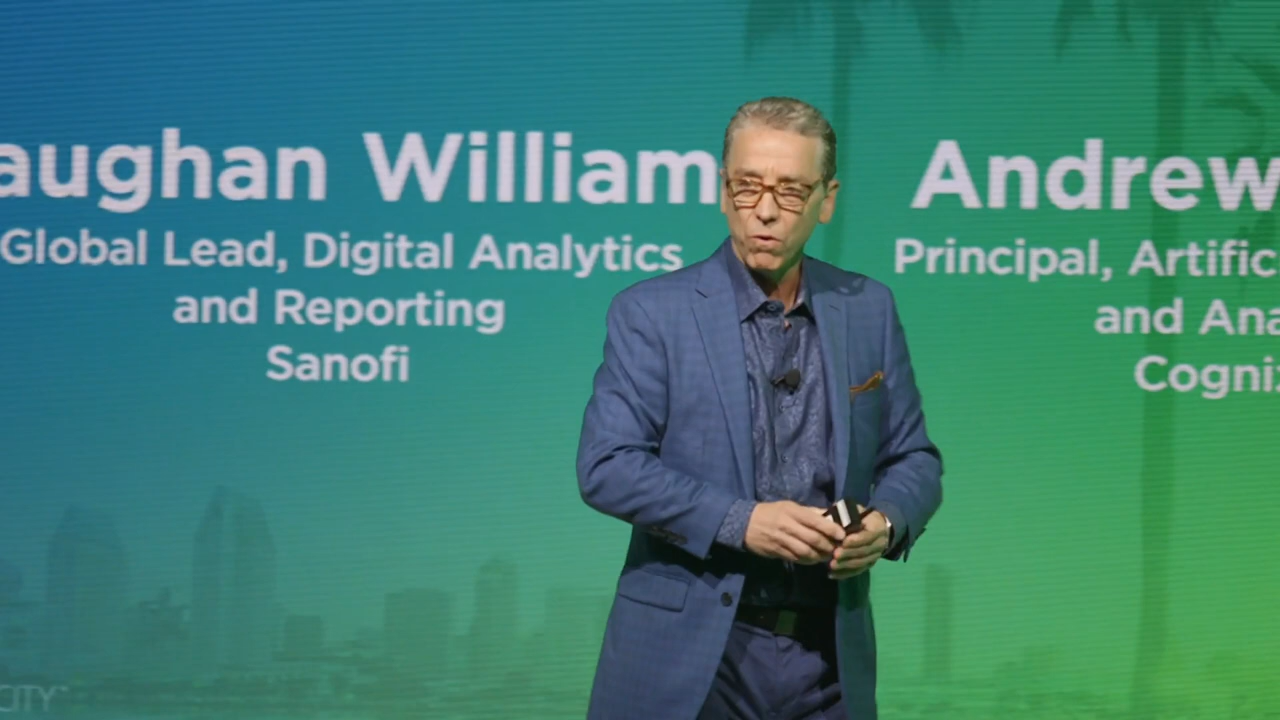 aughan William
Global Lead, Digital Analytics
and Reporting
Sanofi
Andrew
Principal, Artific
and Ana
Cogniz
CITY